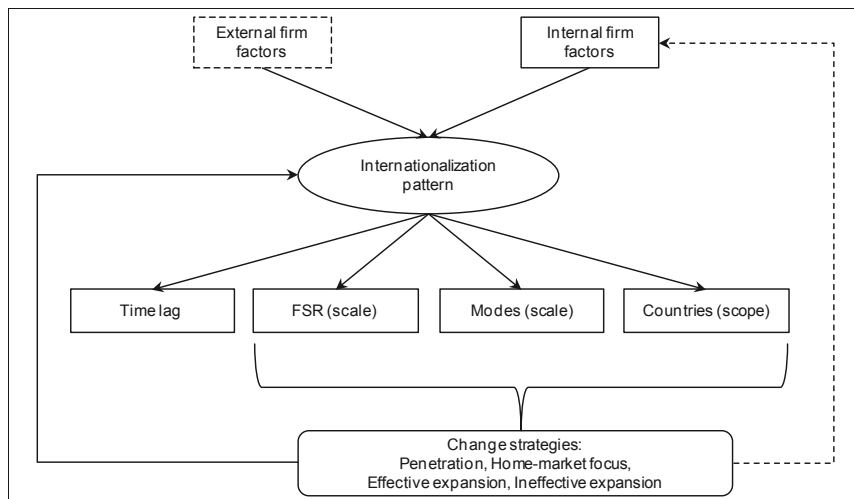 External firm
factors
Internal firm
factors
Internationalization
pattern
Time lag
FSR (scale)
Modes (scale)
Countries (scope)
Change strategies:
Penetration, Home-market focus,
Effective expansion, Ineffective expansion